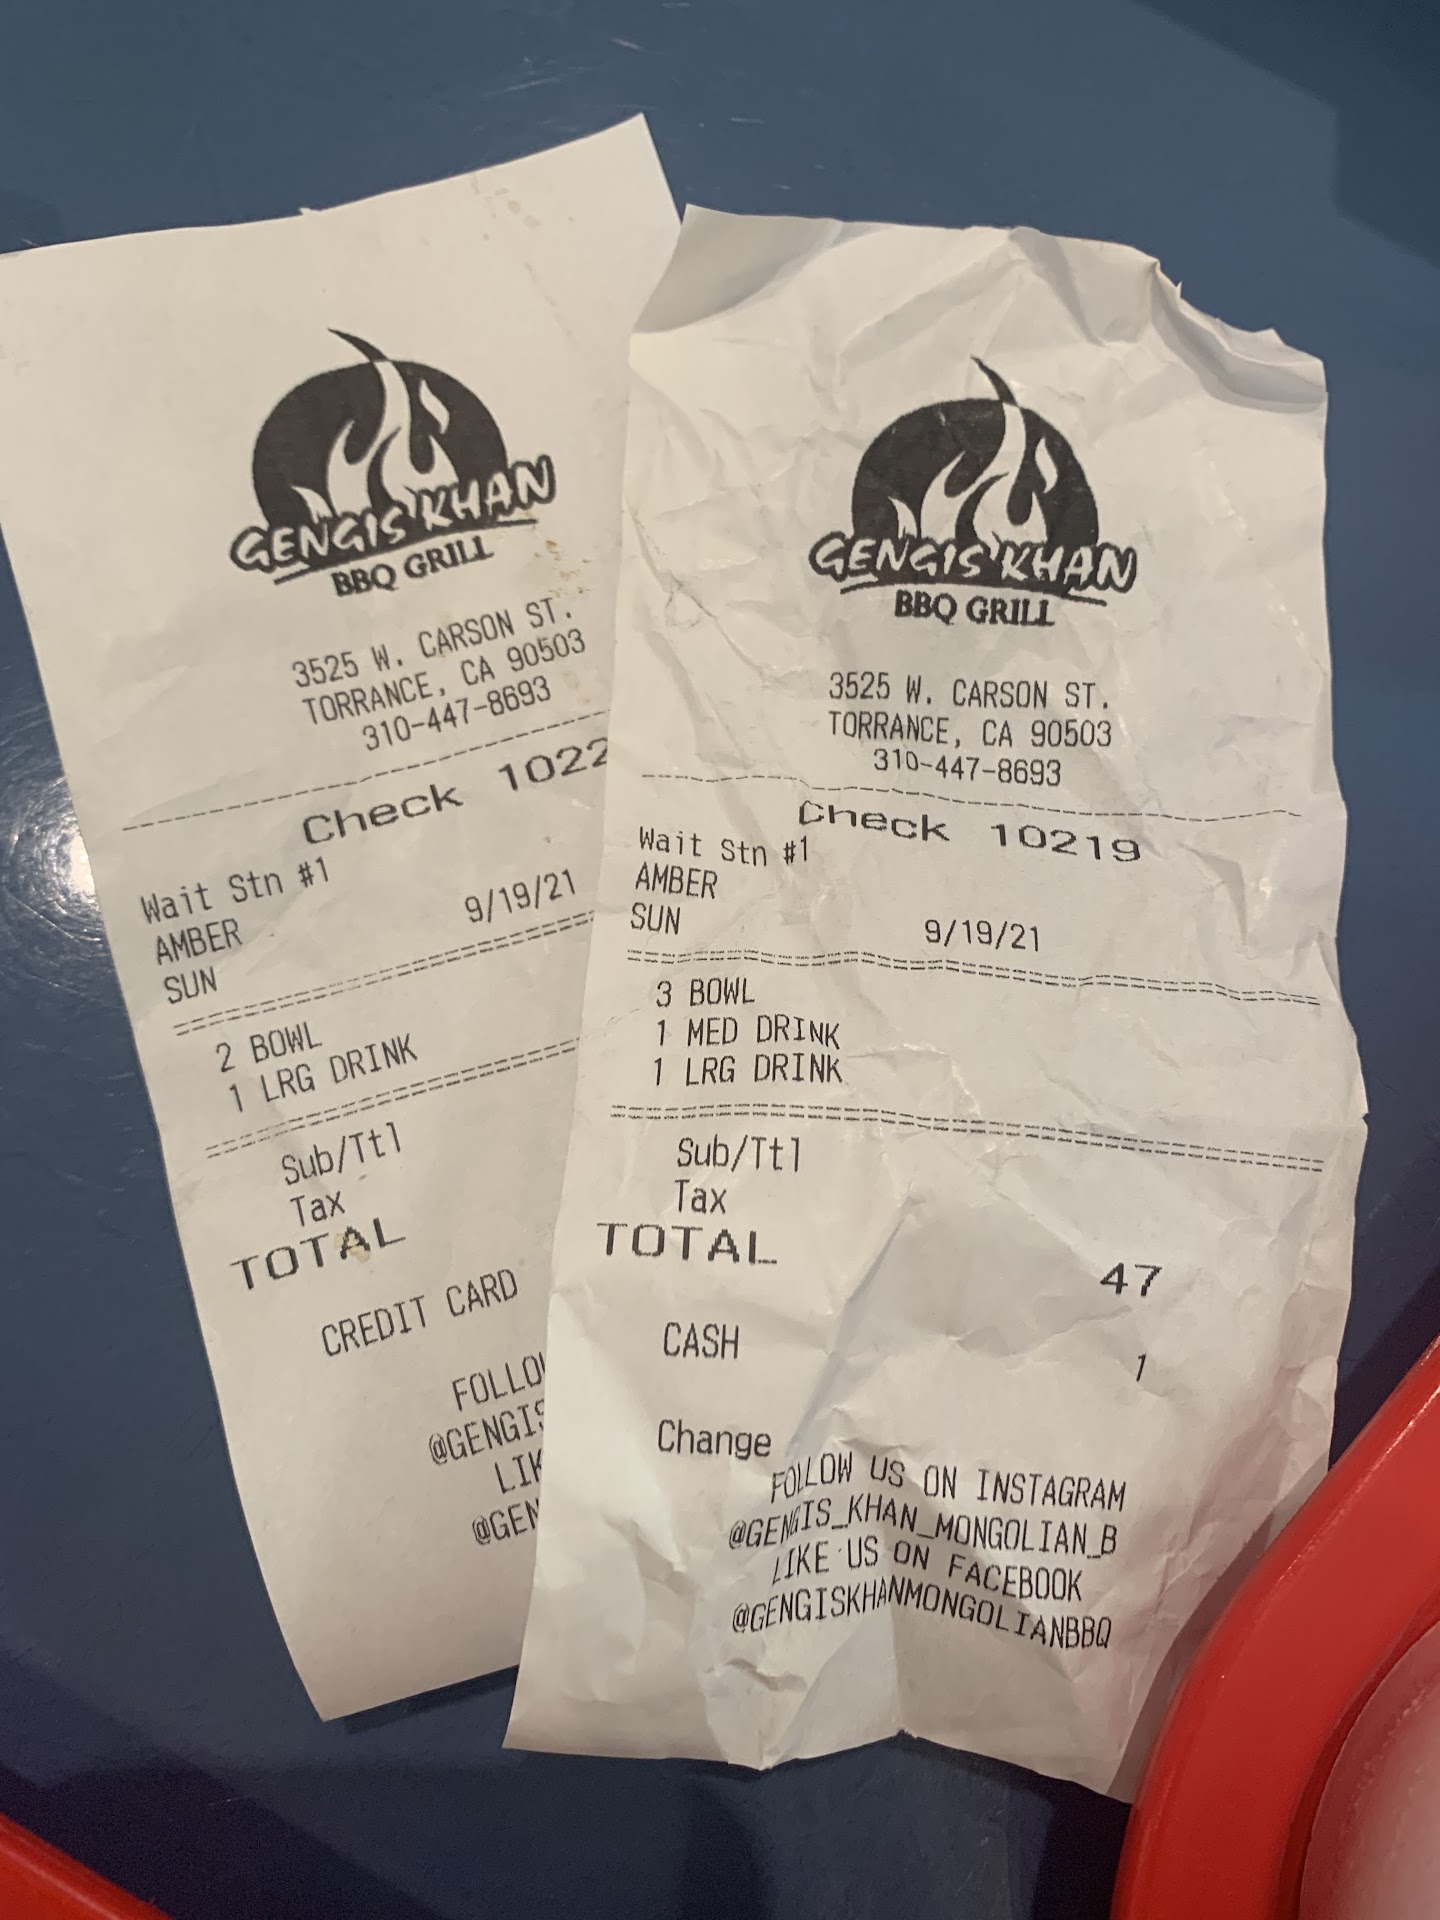 GENGIS KHAN
BBQ GRILL
3525 W. CARSON ST.
TORRANCE, CA 90503
310-447-8693
Check 1022
Wait Stn #1
AMBER
SUN 9/19/21
2 BOWL
1 LRG DRINK
Sub/Ttl
Tax
TOTAL
CREDIT CARD
FOLLO
@GENGIS
LIK
@GEN
GENGIS KHAN
BBQ GRILL
3525 W. CARSON ST.
TORRANCE, CA 90503
310-447-8693
Check 10219
Wait Stn #1
AMBER
SUN 9/19/21
3 BOWL
1 MED DRINK
1 LRG DRINK
Sub/Ttl
Tax
TOTAL 47
CASH 1
Change
FOLLOW US ON INSTAGRAM
@GENGIS_KHAN_MONGOLIAN_B
LIKE US ON FACEBOOK
@GENGISKHANMONGOLIANBBQ